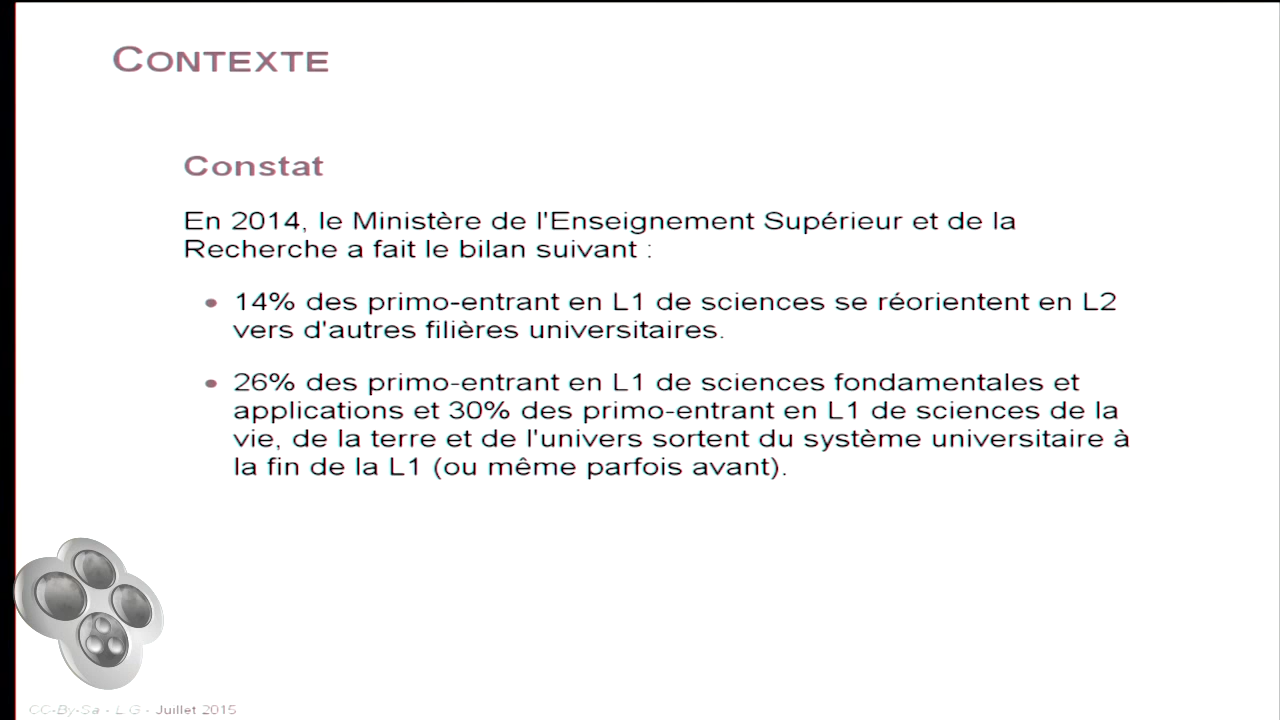 CONTEXTE
Constat
En 2014, le Ministère de l'Enseignement Supérieur et de la
Recherche a fait le bilan suivant :
• 14% des primo-entrant en L1 de sciences se réorientent en L2
vers d'autres filières universitaires.
• 26% des primo-entrant en L1 de sciences fondamentales et
applications et 30% des primo-entrant en L1 de sciences de la
vie, de la terre et de l'univers sortent du système universitaire à
la fin de la L1 (ou même parfois avant).
CC-By-Sa - L G - Juillet 2015